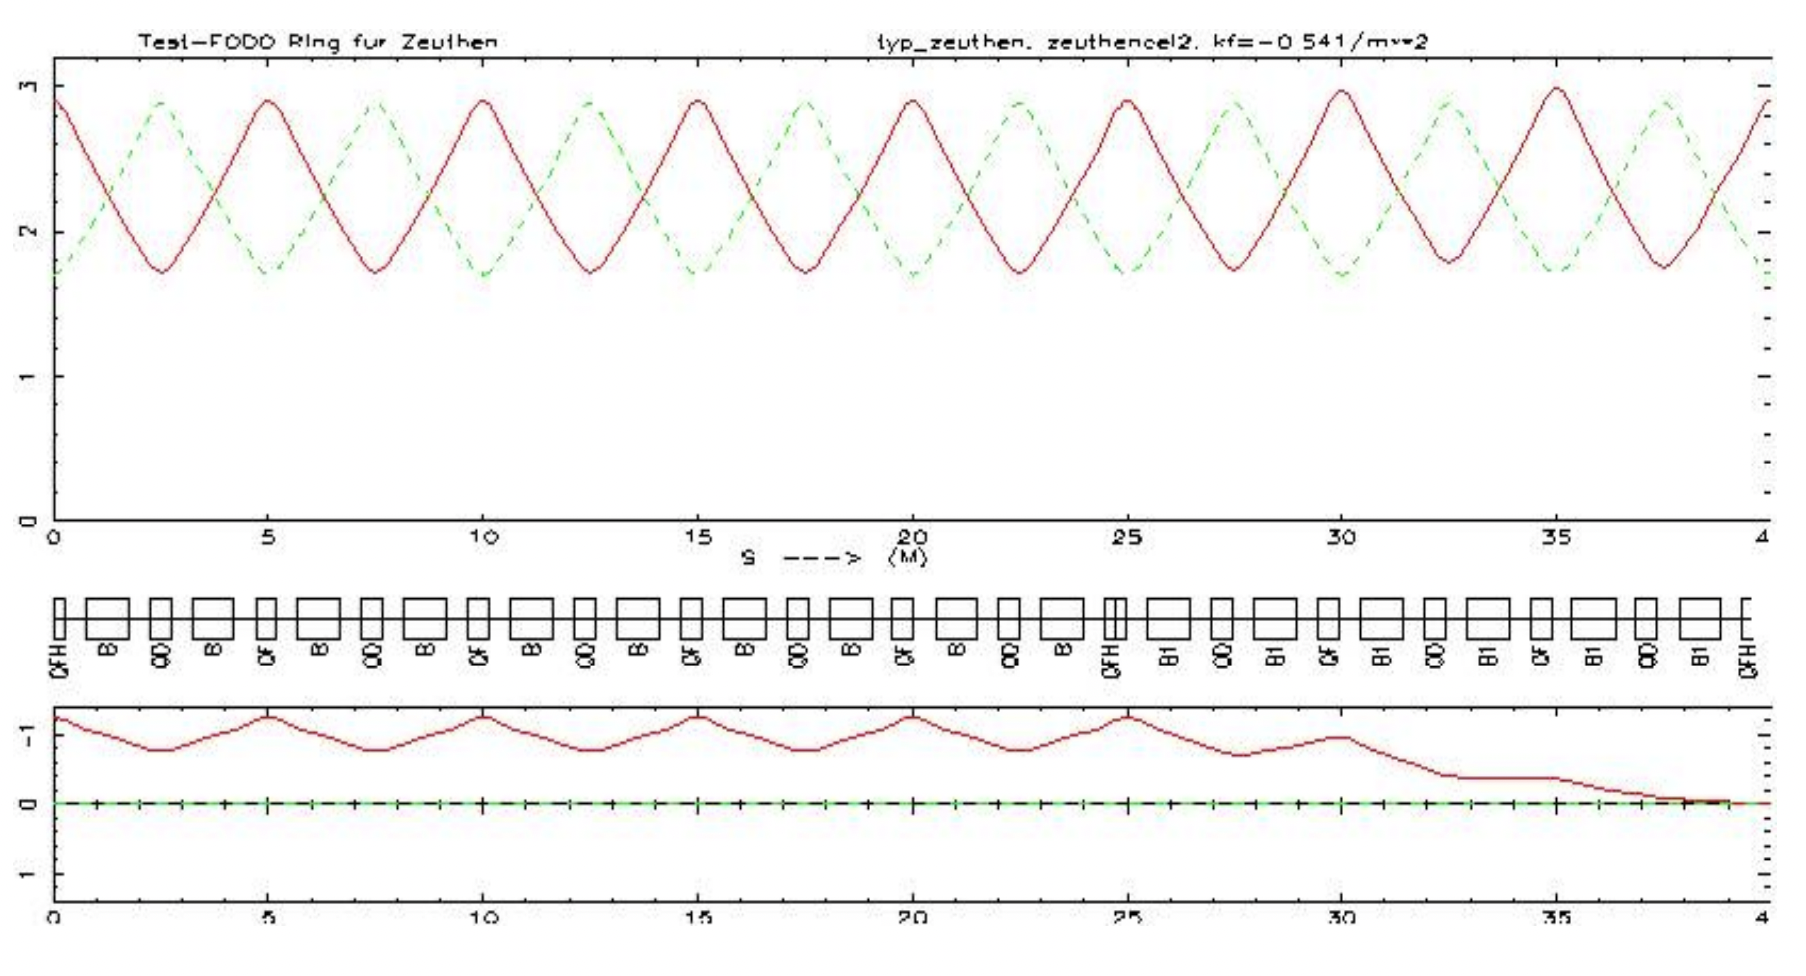 Test-FODO Ring fur Zeuthen
typ_zeuthen, zeuthencel2, kf=-0 541/m**2
3
2
1
0
0 5 10 15 20 25 30 35 4
S ----> (M)
QFH B QD B QF B QD B QF B QD B QF B QD B QF B QD B QFH B1 QD B1 QF B1 QD B1 QF B1 QD B1 QFH
-1
0
1
0 5 10 15 20 25 30 35 4